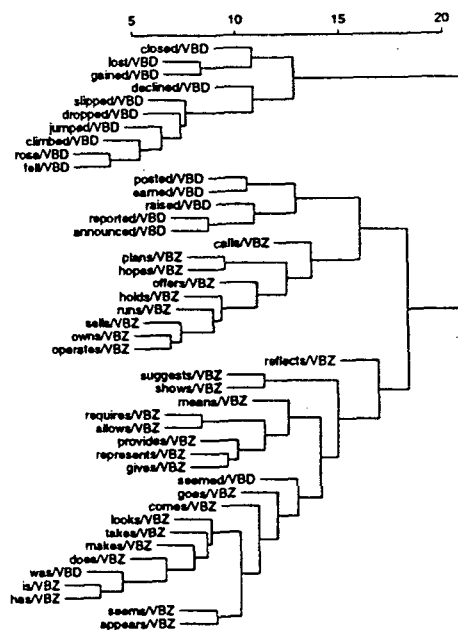 5 10 15 20
closed/VBD
lost/VBD
gained/VBD
declined/VBD
slipped/VBD
dropped/VBD
jumped/VBD
climbed/VBD
rose/VBD
fell/VBD
posted/VBD
earned/VBD
raised/VBD
reported/VBD
announced/VBD
calls/VBZ
plans/VBZ
hopes/VBZ
offers/VBZ
holds/VBZ
runs/VBZ
sells/VBZ
owns/VBZ
operates/VBZ
reflects/VBZ
suggests/VBZ
shows/VBZ
means/VBZ
requires/VBZ
allows/VBZ
provides/VBZ
represents/VBZ
gives/VBZ
seemed/VBD
goes/VBZ
comes/VBZ
looks/VBZ
takes/VBZ
makes/VBZ
does/VBZ
was/VBD
is/VBZ
has/VBZ
seems/VBZ
appears/VBZ